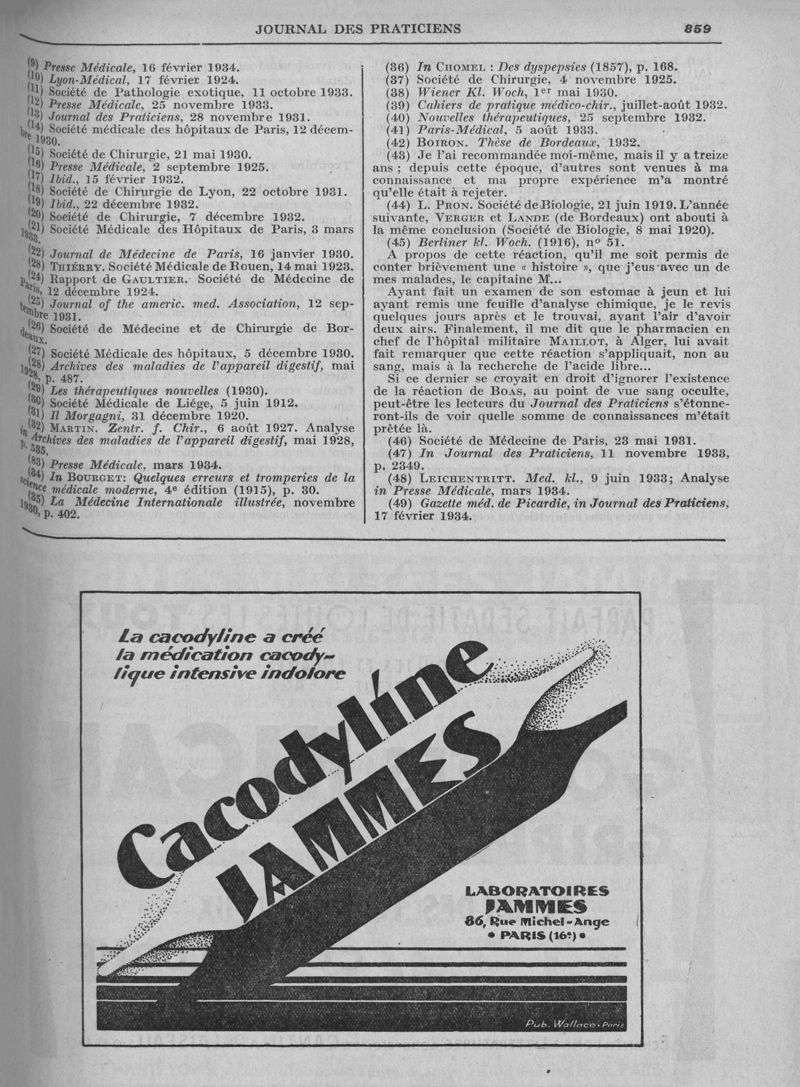 JOURNAL DES PRATICIENS 859
(9) Presse Médicale, 16 février 1934.
(10) Lyon-Médical, 17 février 1924.
(11) Société de Pathologie exotique, 11 octobre 1933.
(12) Presse Médicale, 25 novembre 1933.
(13) Journal des Praticiens, 28 novembre 1931.
(14) Société médicale des hôpitaux de Paris, 12 décem-
bre 1930.
(15) Société de Chirurgie, 21 mai 1930.
(16) Presse Médicale, 2 septembre 1925.
(17) Ibid., 15 février 1932.
(18) Société de Chirurgie de Lyon, 22 octobre 1931.
(19) Ibid., 22 décembre 1932.
(20) Société de Chirurgie, 7 décembre 1932.
(21) Société Médicale des Hôpitaux de Paris, 3 mars
1933.
(22) Journal de Médecine de Paris, 16 janvier 1930.
(23) THIÉRRY. Société Médicale de Rouen, 14 mai 1923.
(24) Rapport de GAULTIER. Société de Médecine de
Paris, 12 décembre 1924.
(25) Journal of the americ. med. Association, 12 sep-
tembre 1931.
(26) Société de Médecine et de Chirurgie de Bor-
deaux.
(27) Société Médicale des hôpitaux, 5 décembre 1930.
(28) Archives des maladies de l'appareil digestif, mai
1928, p. 487.
(29) Les thérapeutiques nouvelles (1930).
(30) Société Médicale de Liége, 5 juin 1912.
(31) Il Morgagni, 31 décembre 1920.
(32) MARTIN. Zentr. f. Chir., 6 août 1927. Analyse
in Archives des maladies de l'appareil digestif, mai 1928,
p. 535.
(33) Presse Médicale, mars 1934.
(34) In BOURGET: Quelques erreurs et tromperies de la
science médicale moderne, 4e édition (1915), p. 30.
(35) La Médecine Internationale illustrée, novembre
1930, p. 402.
(36) In CHOMEL : Des dyspepsies (1857), p. 168.
(37) Société de Chirurgie, 4 novembre 1925.
(38) Wiener Kl. Woch, 1er mai 1930.
(39) Cahiers de pratique médico-chir., juillet-août 1932.
(40) Nouvelles thérapeutiques, 25 septembre 1932.
(41) Paris-Médical, 5 août 1933.
(42) BOIRON. Thèse de Bordeaux, 1932.
(43) Je l'ai recommandée moi-même, mais il y a treize
ans ; depuis cette époque, d'autres sont venues à ma
connaissance et ma propre expérience m'a montré
qu'elle était à rejeter.
(44) L. PRON. Société de Biologie, 21 juin 1919. L'année
suivante, VERGER et LANDE (de Bordeaux) ont abouti à
la même conclusion (Société de Biologie, 8 mai 1920).
(45) Berliner kl. Woch. (1916), n° 51.
A propos de cette réaction, qu'il me soit permis de
conter brièvement une « histoire », que j'eus avec un de
mes malades, le capitaine M...
Ayant fait un examen de son estomac à jeun et lui
ayant remis une feuille d'analyse chimique, je le revis
quelques jours après et le trouvai, ayant l'air d'avoir
deux airs. Finalement, il me dit que le pharmacien en
chef de l'hôpital militaire MAILLOT, à Alger, lui avait
fait remarquer que cette réaction s'appliquait, non au
sang, mais à la recherche de l'acide libre...
Si ce dernier se croyait en droit d'ignorer l'existence
de la réaction de BOAS, au point de vue sang occulte,
peut-être les lecteurs du Journal des Praticiens s'étonne-
ront-ils de voir quelle somme de connaissances m'était
prêtée là.
(46) Société de Médecine de Paris, 23 mai 1931.
(47) In Journal des Praticiens, 11 novembre 1933,
p. 2349.
(48) LEICHENTRITT. Med. kl., 9 juin 1933; Analyse
in Presse Médicale, mars 1934.
(49) Gazette méd. de Picardie, in Journal des Praticiens,
17 février 1934.
La cacodyline a créé
la médication cacody-
lique intensive indolore
Cacodyline
JAMMES
LABORATOIRES
JAMMES
86, Rue Michel-Ange
• PARIS (16e) •
Pub. Wallace • Paris